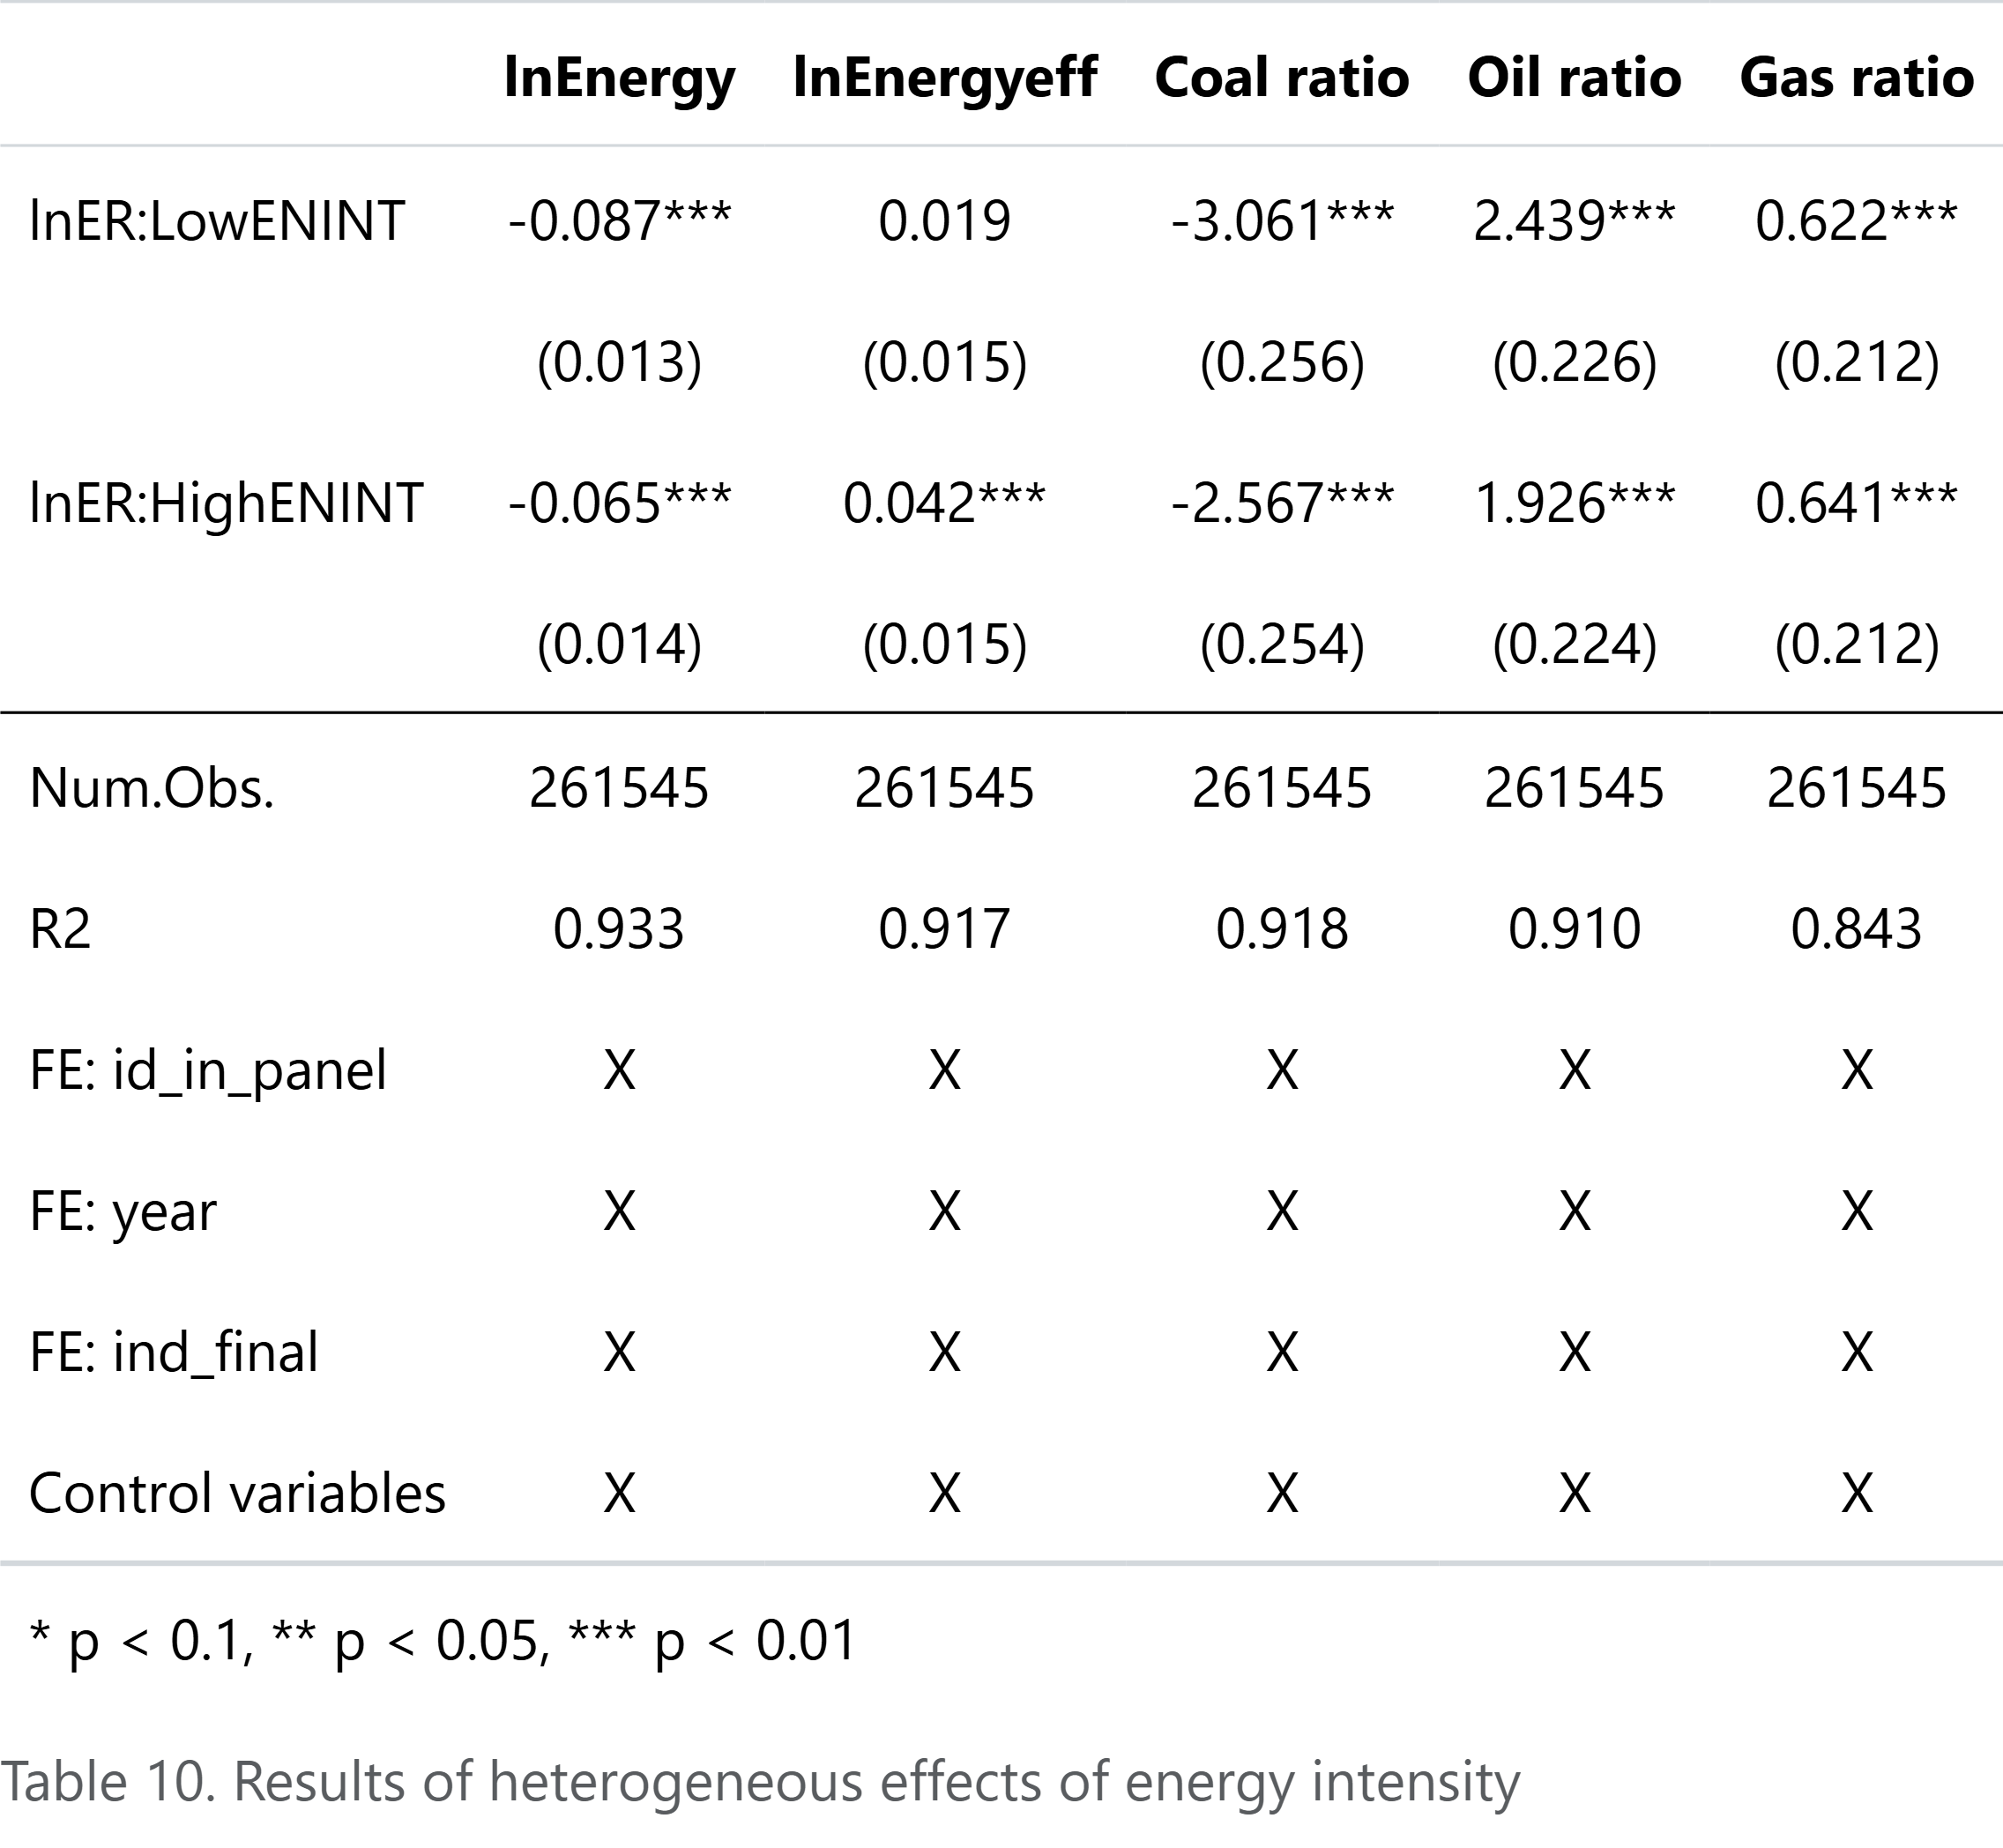 lnEnergy lnEnergyeff Coal ratio Oil ratio Gas ratio
lnER:LowENINT -0.087*** 0.019 -3.061*** 2.439*** 0.622***
(0.013) (0.015) (0.256) (0.226) (0.212)
lnER:HighENINT -0.065*** 0.042*** -2.567*** 1.926*** 0.641***
(0.014) (0.015) (0.254) (0.224) (0.212)
Num.Obs. 261545 261545 261545 261545 261545
R2 0.933 0.917 0.918 0.910 0.843
FE: id_in_panel X X X X X
FE: year X X X X X
FE: ind_final X X X X X
Control variables X X X X X
* p < 0.1, ** p < 0.05, *** p < 0.01
Table 10. Results of heterogeneous effects of energy intensity